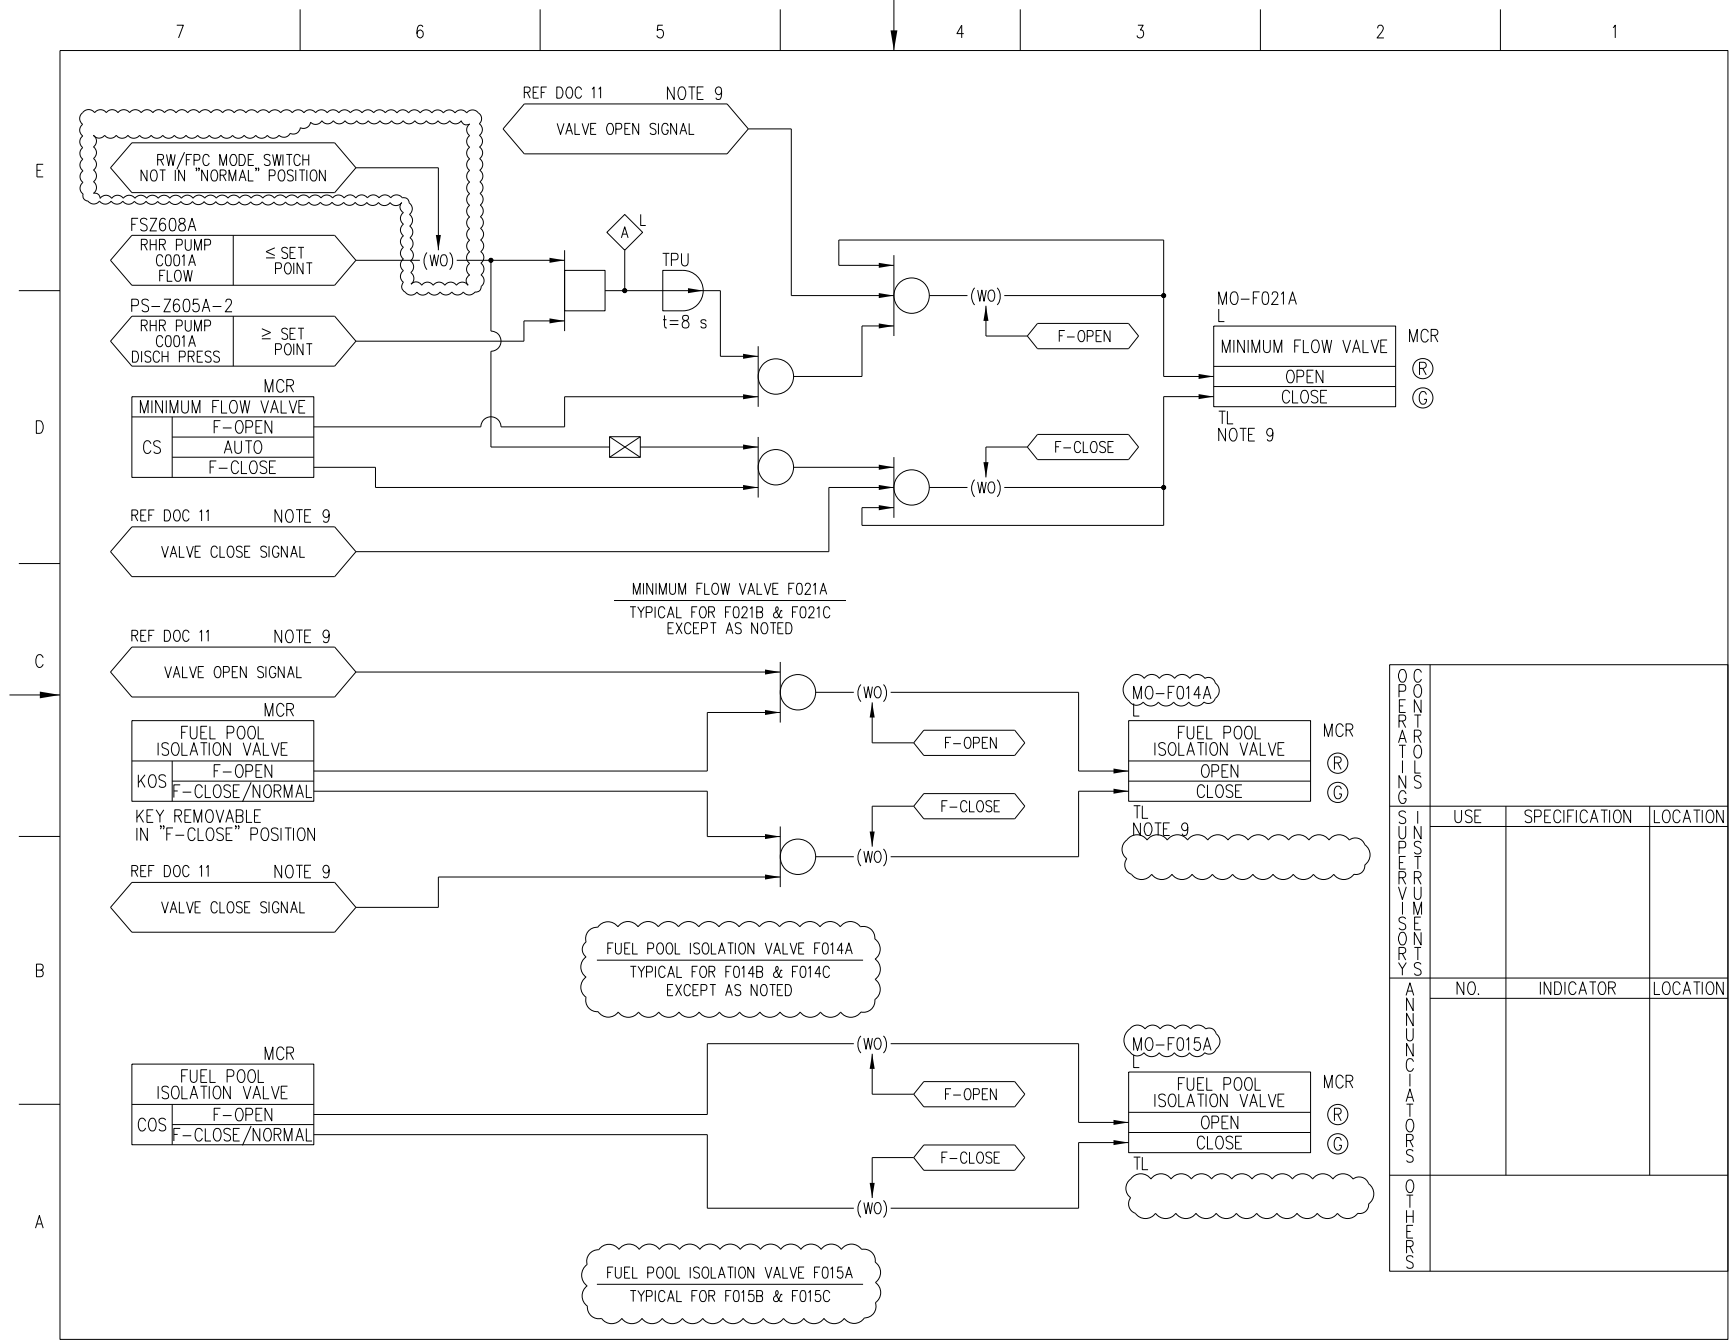 7 6 5 4 3 2 1
E
D
C
B
A
REF DOC 11 NOTE 9
VALVE OPEN SIGNAL
RW/FPC MODE SWITCH
NOT IN "NORMAL" POSITION
FSZ608A
RHR PUMP
C001A
FLOW
≤ SET
POINT
(WO)
A
L
TPU
t=8 s
PS-Z605A-2
RHR PUMP
C001A
DISCH PRESS
≥ SET
POINT
(WO)
F-OPEN
MO-F021A
L
MINIMUM FLOW VALVE
OPEN
CLOSE
MCR
R
G
TL
NOTE 9
MCR
MINIMUM FLOW VALVE
CS
F-OPEN
AUTO
F-CLOSE
F-CLOSE
(WO)
REF DOC 11 NOTE 9
VALVE CLOSE SIGNAL
MINIMUM FLOW VALVE F021A
TYPICAL FOR F021B & F021C
EXCEPT AS NOTED
REF DOC 11 NOTE 9
VALVE OPEN SIGNAL
MCR
FUEL POOL
ISOLATION VALVE
KOS
F-OPEN
F-CLOSE/NORMAL
KEY REMOVABLE
IN "F-CLOSE" POSITION
(WO)
F-OPEN
F-CLOSE
(WO)
MO-F014A
L
FUEL POOL
ISOLATION VALVE
OPEN
CLOSE
MCR
R
G
TL
NOTE 9
REF DOC 11 NOTE 9
VALVE CLOSE SIGNAL
FUEL POOL ISOLATION VALVE F014A
TYPICAL FOR F014B & F014C
EXCEPT AS NOTED
MCR
FUEL POOL
ISOLATION VALVE
COS
F-OPEN
F-CLOSE/NORMAL
(WO)
F-OPEN
F-CLOSE
(WO)
MO-F015A
L
FUEL POOL
ISOLATION VALVE
OPEN
CLOSE
MCR
R
G
TL
FUEL POOL ISOLATION VALVE F015A
TYPICAL FOR F015B & F015C
OPERATING
CONTROLS
SUPERVISORY
INSTRUMENTS
USE SPECIFICATION LOCATION
ANNUNCIATORS
NO. INDICATOR LOCATION
OTHERS